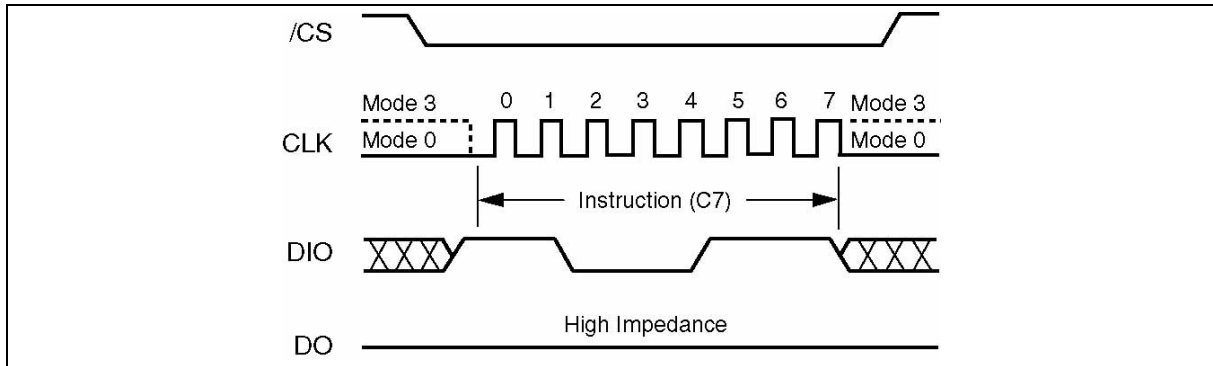 /CS
Mode 3 0 1 2 3 4 5 6 7 Mode 3
CLK Mode 0 Mode 0
Instruction (C7)
DIO
High Impedance
DO